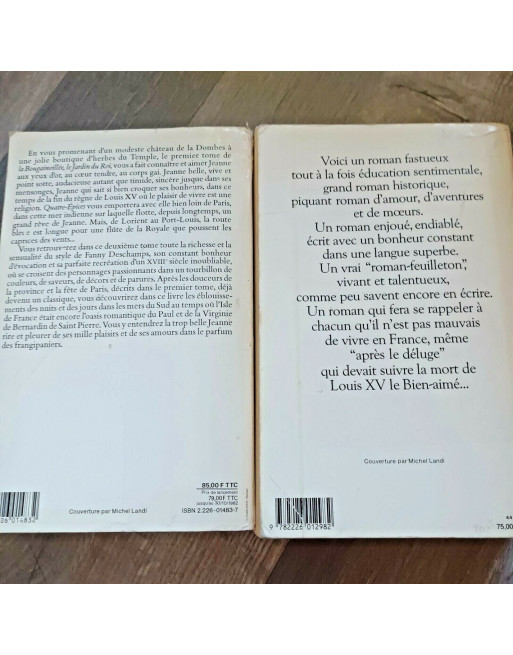 En vous promenant d'un modeste château de la Dombes à
une jolie boutique d'herbes du Temple, le premier tome de
la Bougainvillée, le Jardin du Roi, vous a fait connaître et aimer Jeanne
aux yeux d'or, au cœur tendre, au corps gai. Jeanne belle, vive et
point sotte, audacieuse autant que timide, sincère jusque dans ses
mensonges, Jeanne qui sait si bien croquer ses bonheurs, dans ce
temps de la fin du règne de Louis XV où le plaisir de vivre est une
religion. Quatre-Épices vous emportera avec elle bien loin de Paris,
dans cette mer indienne sur laquelle flotte, depuis longtemps, un
grand rêve de Jeanne. Mais, de Lorient au Port-Louis, la route
bleue est longue pour une flûte de la Royale que poussent les
caprices des vents...
Vous retrouverez dans ce deuxième tome toute la richesse et la
sensualité du style de Fanny Deschamps, son constant bonheur
d'évocation et sa parfaite recréation d'un XVIIIe siècle inoubliable,
où se croisent des personnages passionnants dans un tourbillon de
couleurs, de saveurs, de décors et de parures. Après les douceurs de
la province et la fête de Paris, décrits dans le premier tome, déjà
devenu un classique, vous découvrirez dans ce livre les éblouisse-
ments des nuits et des jours dans les mers du Sud au temps où l'Isle
de France était encore l'oasis romantique du Paul et de la Virginie
de Bernardin de Saint Pierre. Vous y entendrez la trop belle Jeanne
rire et pleurer de ses mille plaisirs et de ses amours dans le parfum
des frangipaniers.
85,00 F TTC
Prix de lancement
79,00F TTC
jusqu'au 30/10/1982
Couverture par Michel Landi
ISBN 2.226-01483-7
26014832
Voici un roman fastueux
tout à la fois éducation sentimentale,
grand roman historique,
piquant roman d'amour, d'aventures
et de mœurs.
Un roman enjoué, endiablé,
écrit avec un bonheur constant
dans une langue superbe.
Un vrai "roman-feuilleton",
vivant et talentueux,
comme peu savent encore en écrire.
Un roman qui fera se rappeler à
chacun qu'il n'est pas mauvais
de vivre en France, même
"après le déluge"
qui devait suivre la mort de
Louis XV le Bien-aimé...
Couverture par Michel Landi
9 782226 012982
44
75,00